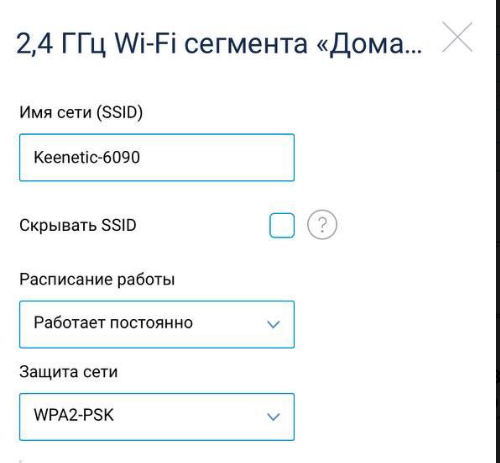 2,4 ГГц Wi-Fi сегмента «Дома...
Имя сети (SSID)
Keenetic-6090
Скрывать SSID
?
Расписание работы
Работает постоянно
Защита сети
WPA2-PSK